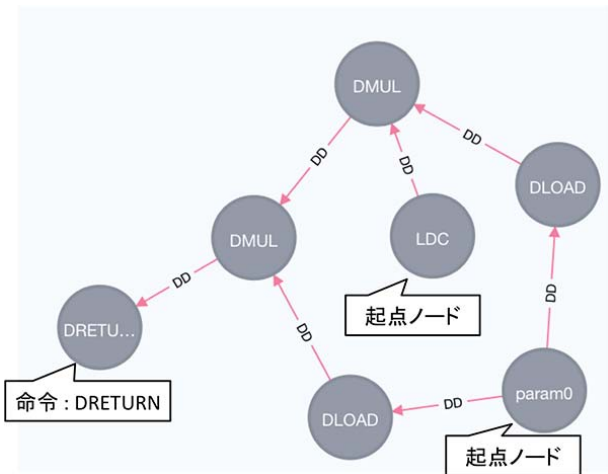 DMUL
DD
DD
DD
DLOAD
DMUL
LDC
DD
DD
起点ノード
DRETU...
DD
命令 : DRETURN
DLOAD
DD
param0
起点ノード